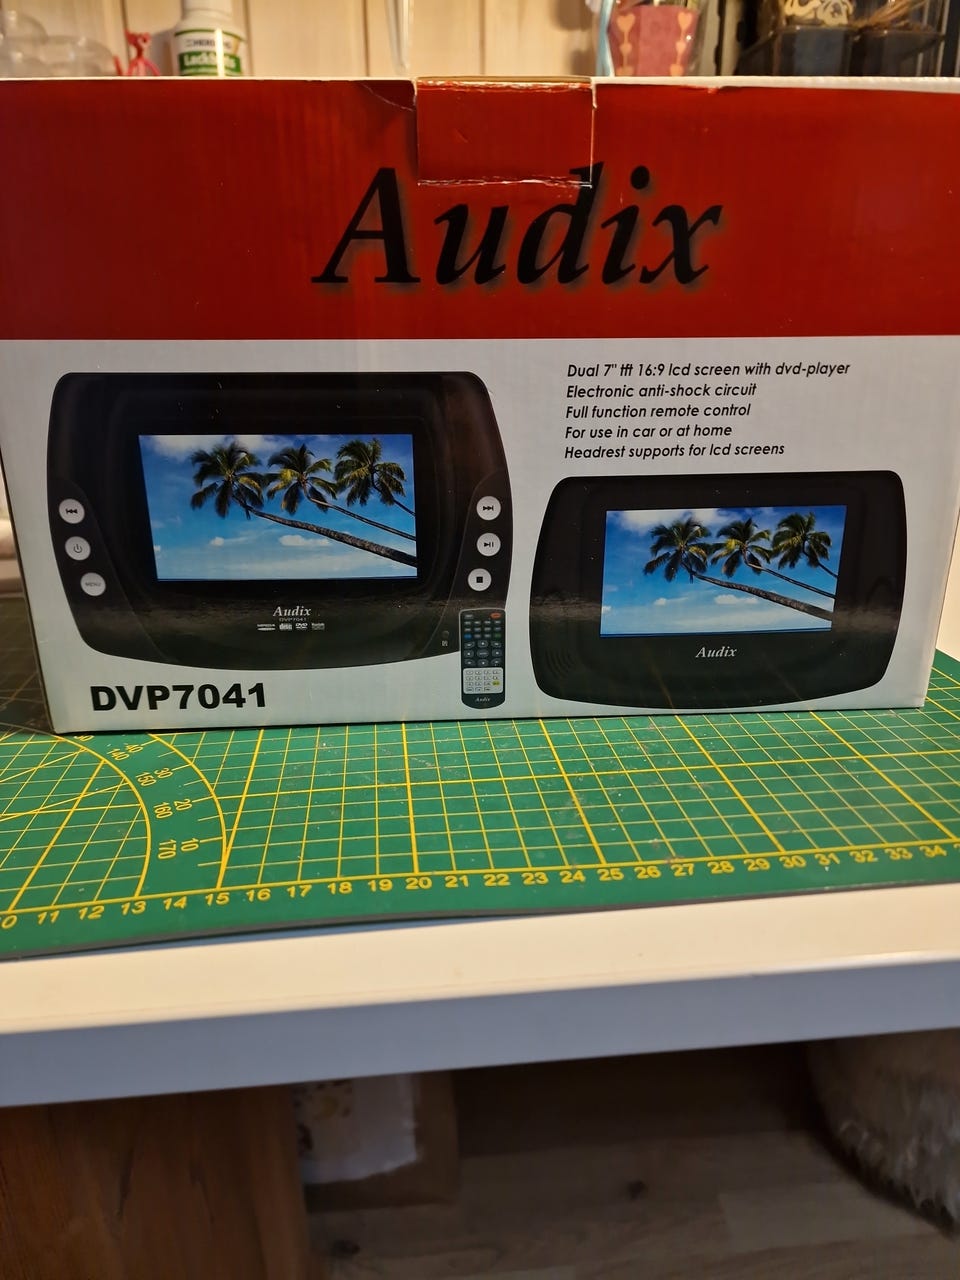 Audix
Dual 7" tft 16:9 lcd screen with dvd-player
Electronic anti-shock circuit
Full function remote control
For use in car or at home
Headrest supports for lcd screens
MENU
Audix
DVP7041
Audix
Audix
DVP7041
160
20
170
10
11 12 13 14 15 16 17 18 19 20 21 22 23 24 25 26 27 28 29 30 31 32 33 34